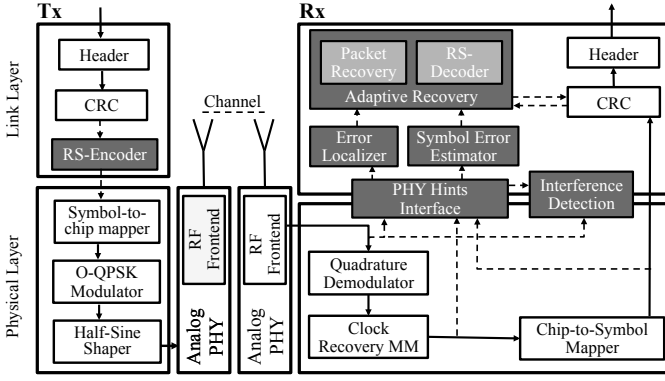 Tx
Rx
Link Layer
Physical Layer
Header
CRC
RS-Encoder
Symbol-to-
chip mapper
O-QPSK
Modulator
Half-Sine
Shaper
Channel
RF
Frontend
Analog
PHY
RF
Frontend
Analog
PHY
Packet
Recovery
RS-
Decoder
Adaptive Recovery
Header
CRC
Error
Localizer
Symbol Error
Estimator
PHY Hints
Interface
Interference
Detection
Quadrature
Demodulator
Clock
Recovery MM
Chip-to-Symbol
Mapper